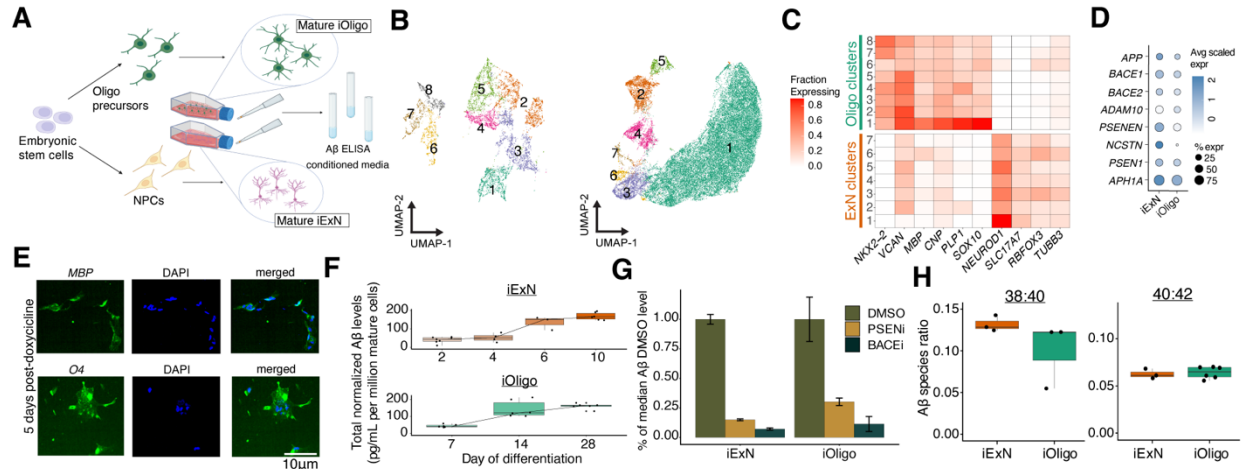 A
Embryonic
stem cells
Oligo
precursors
NPCs
Mature iOligo
Aβ ELISA
conditioned media
Mature iExN
B
8
7
6
5
2
4
3
1
UMAP-2
UMAP-1
5
2
4
7
6
3
1
UMAP-2
UMAP-1
C
Fraction
Expressing
0.8
0.6
0.4
0.2
0.0
Oligo clusters
8
7
6
5
4
3
2
1
ExN clusters
7
6
5
4
3
2
1
NKX2-2
VCAN
MBP
CNP
PLP1
SOX10
NEUROD1
SLC17A7
RBFOX3
TUBB3
D
APP
BACE1
BACE2
ADAM10
PSENEN
NCSTN
PSEN1
APH1A
iExN
iOligo
Avg scaled
expr
2
1
0
% expr
25
50
75
E
5 days post-doxycicline
MBP
DAPI
merged
O4
DAPI
merged
10μm
F
Total normalized Aβ levels
(pg/mL per million mature cells)
iExN
200
100
0
2
4
6
10
iOligo
200
100
0
7
14
28
Day of differentiation
G
% of median Aβ DMSO level
1.00
0.75
0.50
0.25
0.00
DMSO
PSENi
BACEi
iExN
iOligo
H
Aβ species ratio
38:40
0.15
0.10
0.05
0.00
iExN
iOligo
40:42
0.10
0.05
0.00
iExN
iOligo